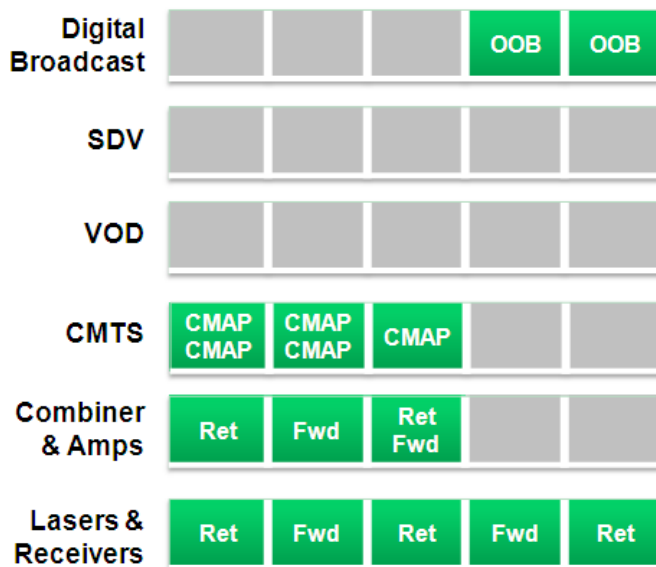 Digital
Broadcast
OOB OOB
SDV
VOD
CMTS
CMAP
CMAP
CMAP
CMAP
CMAP
Combiner
& Amps
Ret Fwd
Ret
Fwd
Lasers &
Receivers
Ret Fwd Ret Fwd Ret